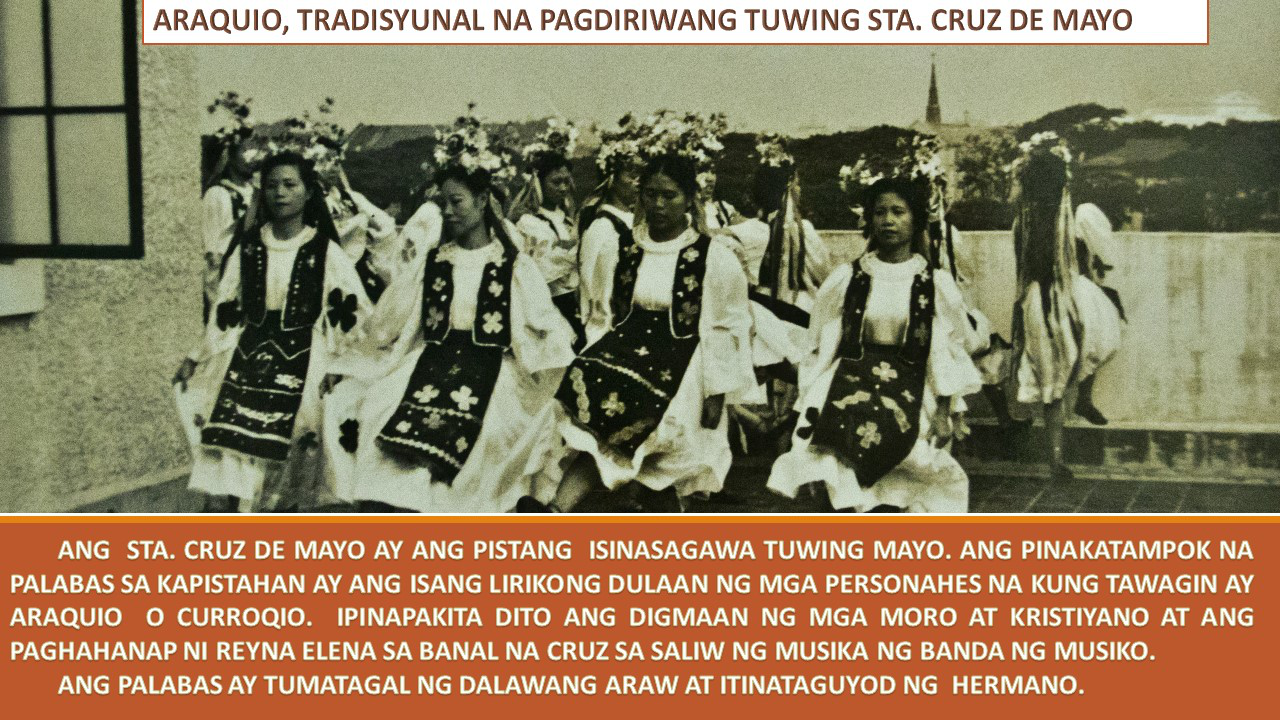 ARAQUIO, TRADISYUNAL NA PAGDIRIWANG TUWING STA. CRUZ DE MAYO
ANG STA. CRUZ DE MAYO AY ANG PISTANG ISINASAGAWA TUWING MAYO. ANG PINAKATAMPOK NA
PALABAS SA KAPISTAHAN AY ANG ISANG LIRIKONG DULAAN NG MGA PERSONAHES NA KUNG TAWAGIN AY
ARAQUIO O CURROQIO. IPINAPAKITA DITO ANG DIGMAAN NG MGA MORO AT KRISTIYANO AT ANG
PAGHAHANAP NI REYNA ELENA SA BANAL NA CRUZ SA SALIW NG MUSIKA NG BANDA NG MUSIKO.
ANG PALABAS AY TUMATAGAL NG DALAWANG ARAW AT ITINATAGUYOD NG HERMANO.